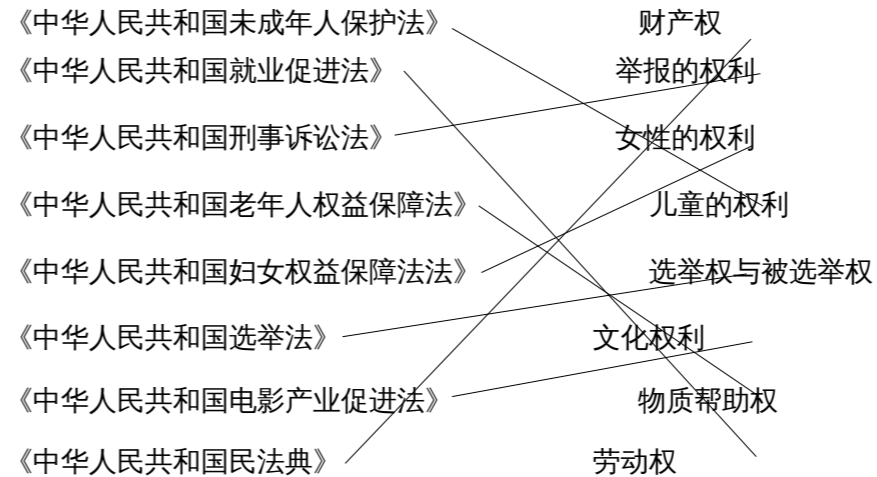 《中华人民共和国未成年人保护法》 财产权
《中华人民共和国就业促进法》 举报的权利
《中华人民共和国刑事诉讼法》 女性的权利
《中华人民共和国老年人权益保障法》 儿童的权利
《中华人民共和国妇女权益保障法法》 选举权与被选举权
《中华人民共和国选举法》 文化权利
《中华人民共和国电影产业促进法》 物质帮助权
《中华人民共和国民法典》 劳动权